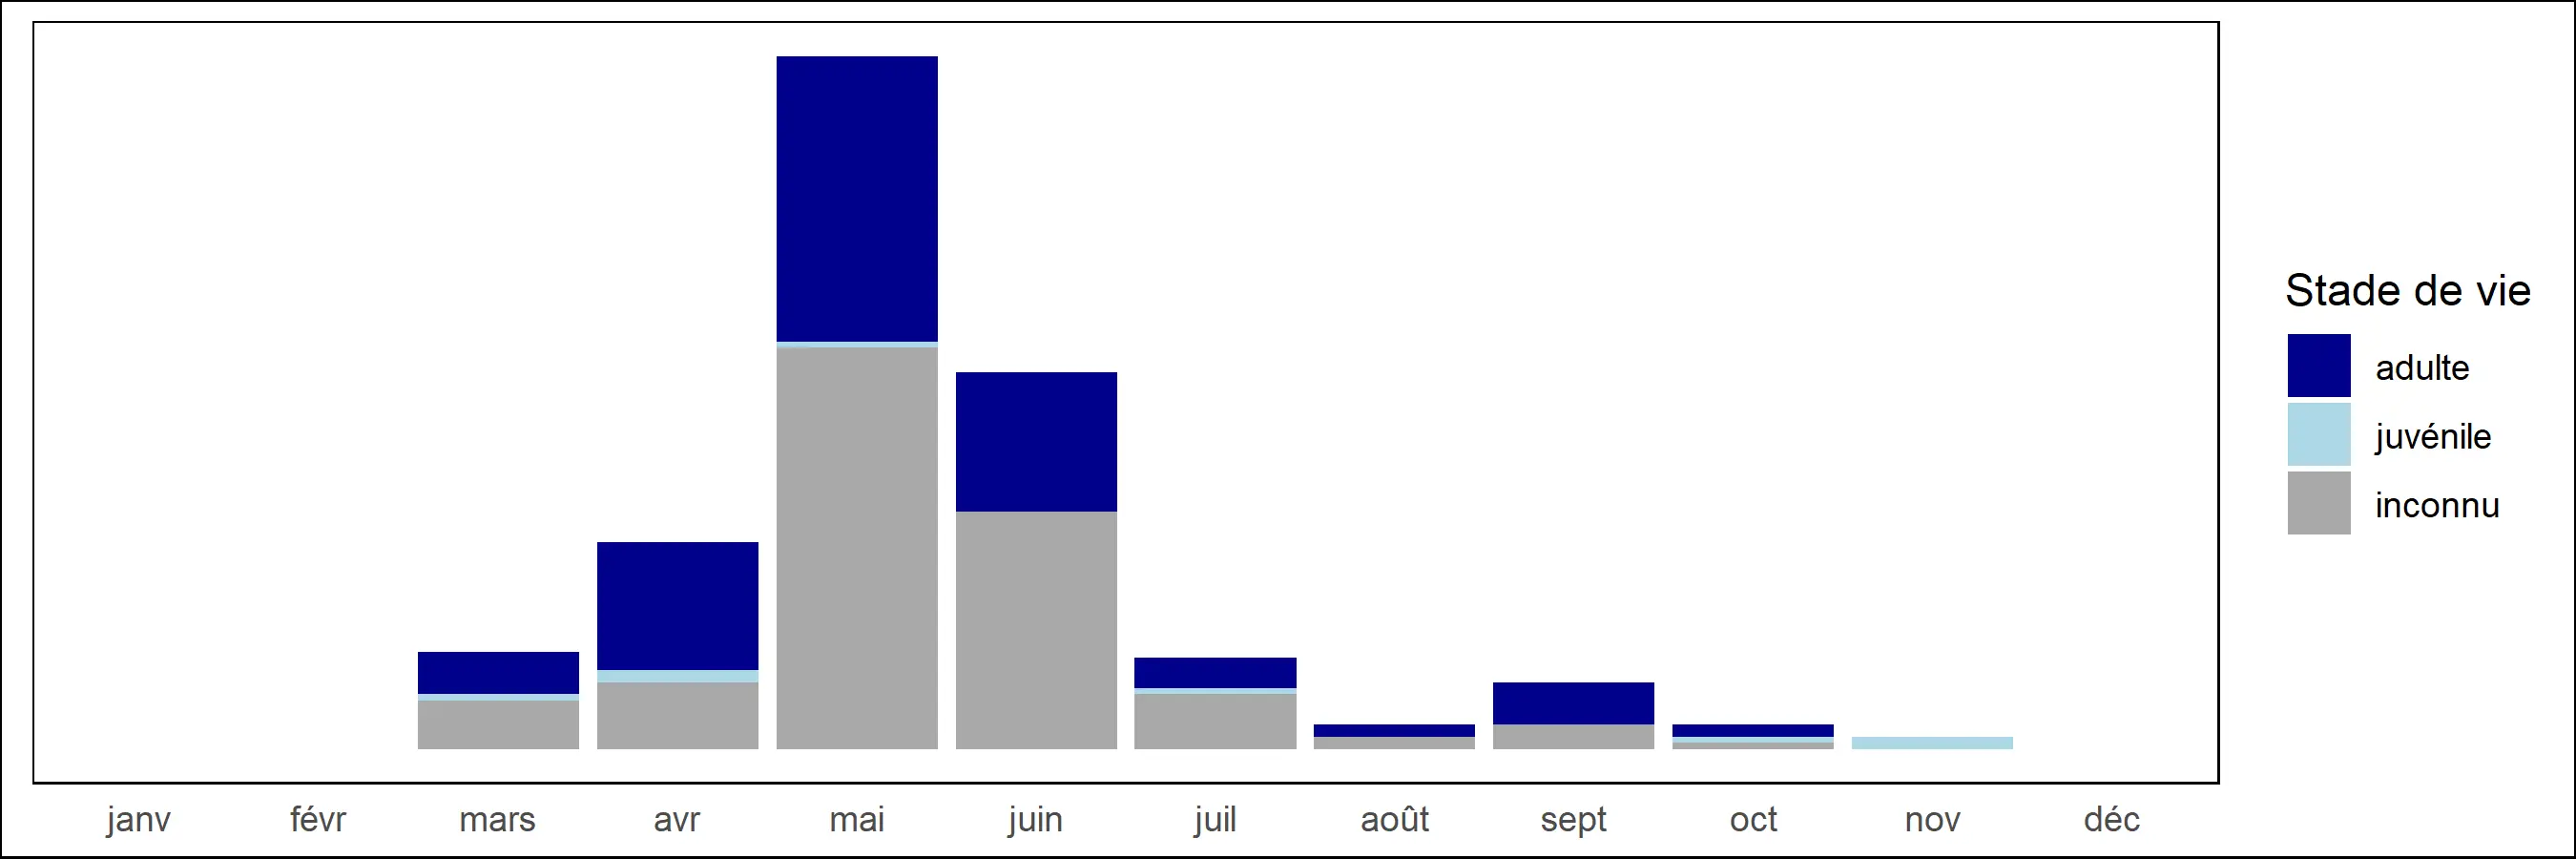 Stade de vie
adulte
juvénile
inconnu
janv févr mars avr mai juin juil août sept oct nov déc